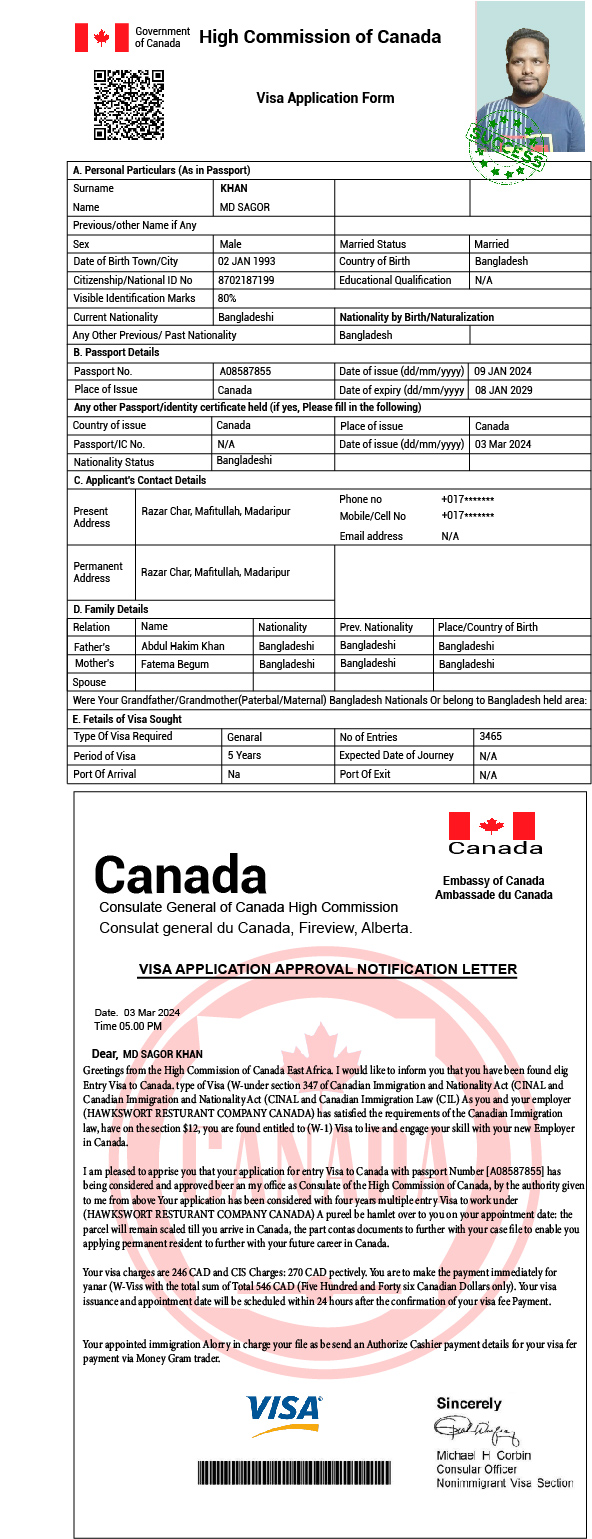 Government
of Canada
High Commission of Canada
Visa Application Form
SUCCESS
A. Personal Particulars (As in Passport)
Surname KHAN
Name MD SAGOR
Previous/other Name if Any
Sex Male Married Status Married
Date of Birth Town/City 02 JAN 1993 Country of Birth Bangladesh
Citizenship/National ID No 8702187199 Educational Qualification N/A
Visible Identification Marks 80%
Current Nationality Bangladeshi Nationality by Birth/Naturalization
Any Other Previous/ Past Nationality Bangladesh
B. Passport Details
Passport No. A08587855 Date of issue (dd/mm/yyyy) 09 JAN 2024
Place of Issue Canada Date of expiry (dd/mm/yyyy 08 JAN 2029
Any other Passport/identity certificate held (if yes, Please fill in the following)
Country of issue Canada Place of issue Canada
Passport/IC No. N/A Date of issue (dd/mm/yyyy) 03 Mar 2024
Nationality Status Bangladeshi
C. Applicant's Contact Details
Present Address Razar Char, Mafitullah, Madaripur
Phone no +017*******
Mobile/Cell No +017*******
Email address N/A
Permanent Address Razar Char, Mafitullah, Madaripur
D. Family Details
Relation Name Nationality Prev. Nationality Place/Country of Birth
Father's Abdul Hakim Khan Bangladeshi Bangladeshi Bangladeshi
Mother's Fatema Begum Bangladeshi Bangladeshi Bangladeshi
Spouse
Were Your Grandfather/Grandmother(Paterbal/Maternal) Bangladesh Nationals Or belong to Bangladesh held area:
E. Fetails of Visa Sought
Type Of Visa Required Genaral No of Entries 3465
Period of Visa 5 Years Expected Date of Journey N/A
Port Of Arrival Na Port Of Exit N/A
Canada
Canada
Embassy of Canada
Ambassade du Canada
Consulate General of Canada High Commission
Consulat general du Canada, Fireview, Alberta.
VISA APPLICATION APPROVAL NOTIFICATION LETTER
Date. 03 Mar 2024
Time 05.00 PM
Dear, MD SAGOR KHAN
Greetings from the High Commission of Canada East Africa. I would like to inform you that you have been found elig
Entry Visa to Canada. type of Visa (W-under section 347 of Canadian Immigration and Nationality Act (CINAL and
Canadian Immigration and Nationality Act (CINAL and Canadian Immigration Law (CIL) As you and your employer
(HAWKSWORT RESTURANT COMPANY CANADA) has satisfied the requirements of the Canadian Immigration
law, have on the section $12, you are found entitled to (W-1) Visa to live and engage your skill with your new Employer
in Canada.
I am pleased to apprise you that your application for entry Visa to Canada with passport Number [A08587855] has
being considered and approved beer an my office as Consulate of the High Commission of Canada, by the authority given
to me from above Your application has been considered with four years multiple entry Visa to work under
(HAWKSWORT RESTURANT COMPANY CANADA) A pureel be hamlet over to you on your appointment date: the
parcel will remain scaled till you arrive in Canada, the part contas documents to further with your case file to enable you
applying permanent resident to further with your future career in Canada.
Your visa charges are 246 CAD and CIS Charges: 270 CAD pectively. You are to make the payment immediately for
yanar (W-Viss with the total sum of Total 546 CAD (Five Hundred and Forty six Canadian Dollars only). Your visa
issuance and appointment date will be scheduled within 24 hours after the confirmation of your visa fee Payment.
Your appointed immigration Alorry in charge your file as be send an Authorize Cashier payment details for your visa fer
payment via Money Gram trader.
CANADA
VISA
Sincerely
Michael H Corbin
Consular Officer
Nonimmigrant Visa Section